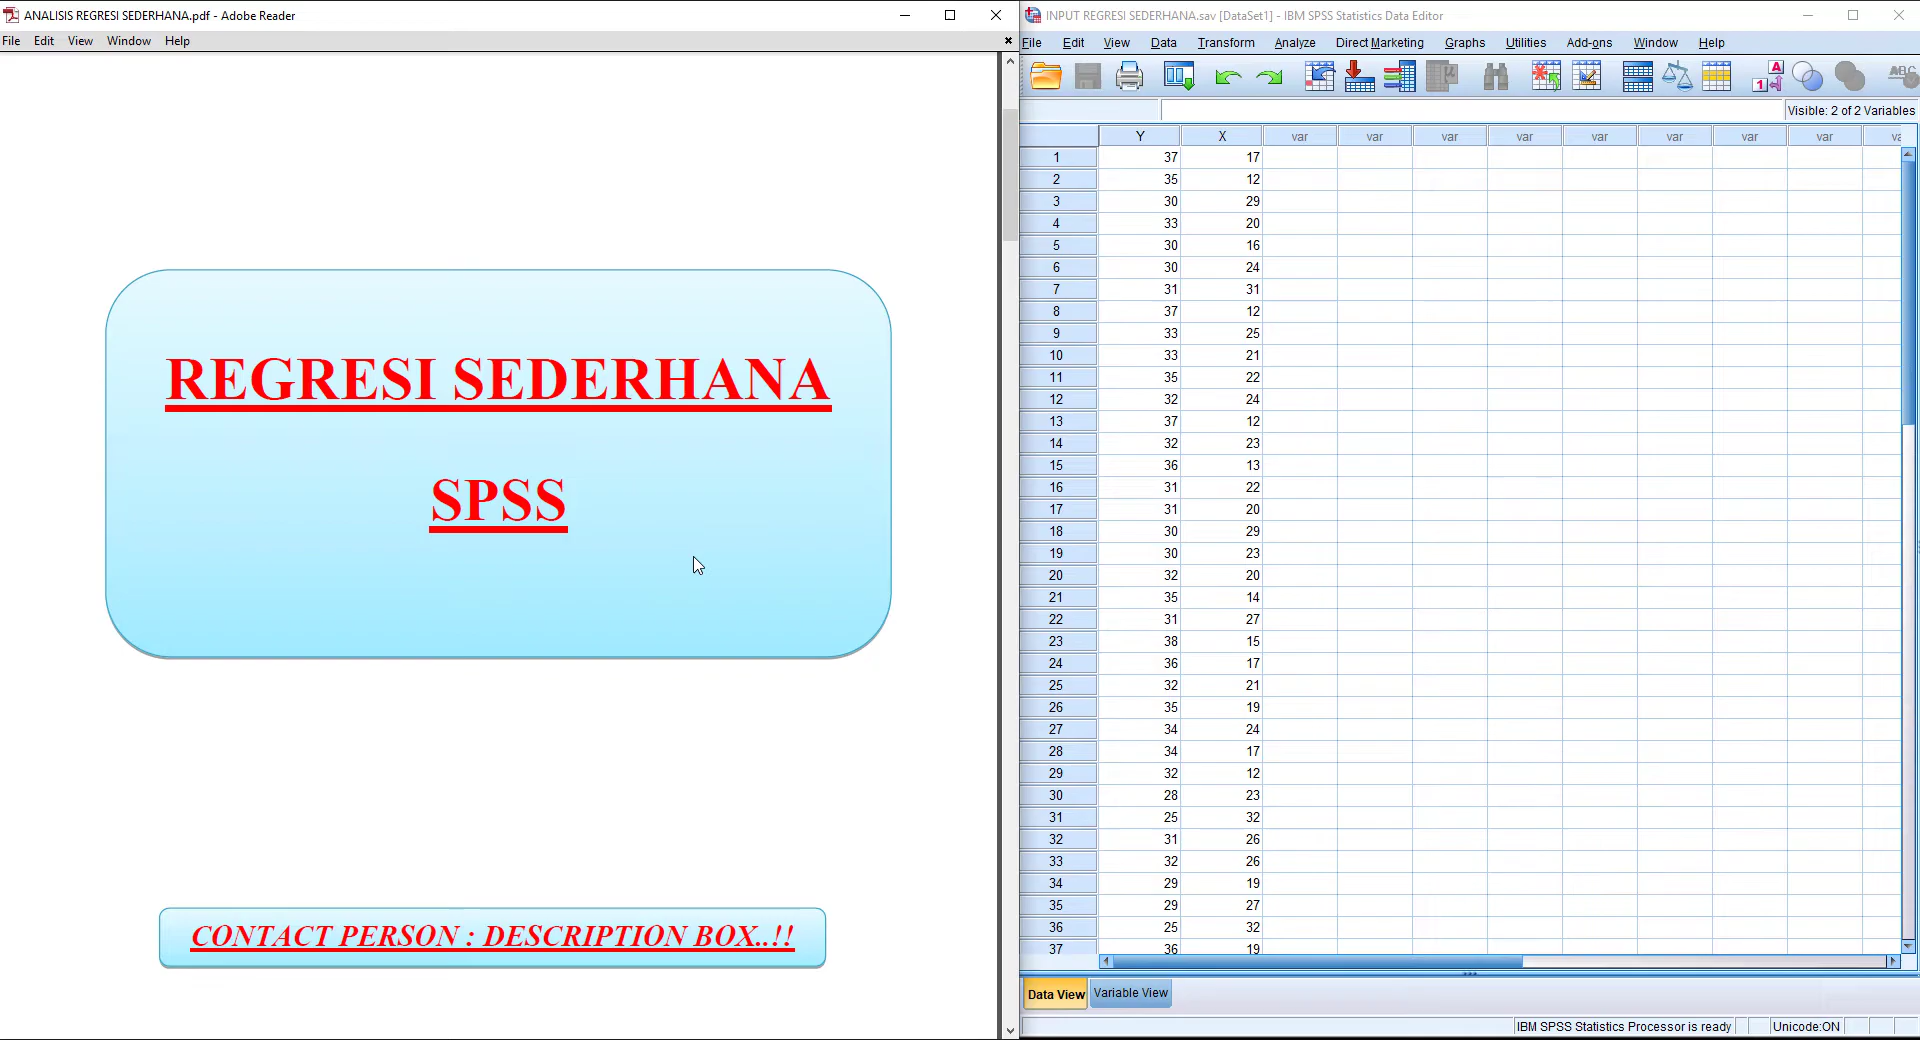 ANALISIS REGRESI SEDERHANA.pdf - Adobe Reader
File Edit View Window Help
REGRESI SEDERHANA
SPSS
CONTACT PERSON : DESCRIPTION BOX..!!
INPUT REGRESI SEDERHANA.sav [DataSet1] - IBM SPSS Statistics Data Editor
File Edit View Data Transform Analyze Direct Marketing Graphs Utilities Add-ons Window Help
Visible: 2 of 2 Variables
Y X var var var var var var var va
1 37 17
2 35 12
3 30 29
4 33 20
5 30 16
6 30 24
7 31 31
8 37 12
9 33 25
10 33 21
11 35 22
12 32 24
13 37 12
14 32 23
15 36 13
16 31 22
17 31 20
18 30 29
19 30 23
20 32 20
21 35 14
22 31 27
23 38 15
24 36 17
25 32 21
26 35 19
27 34 24
28 34 17
29 32 12
30 28 23
31 25 32
32 31 26
33 32 26
34 29 19
35 29 27
36 25 32
37 36 19
Data View Variable View
IBM SPSS Statistics Processor is ready Unicode:ON